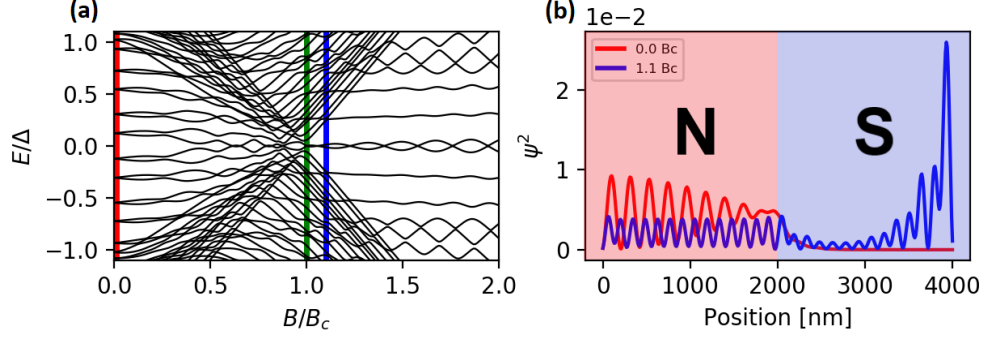 (a)
1.0
0.5
0.0
-0.5
-1.0
E/Δ
0.0 0.5 1.0 1.5 2.0
B/B_c
(b)
1e-2
2
1
0
ψ²
0.0 Bc
1.1 Bc
N S
0 1000 2000 3000 4000
Position [nm]